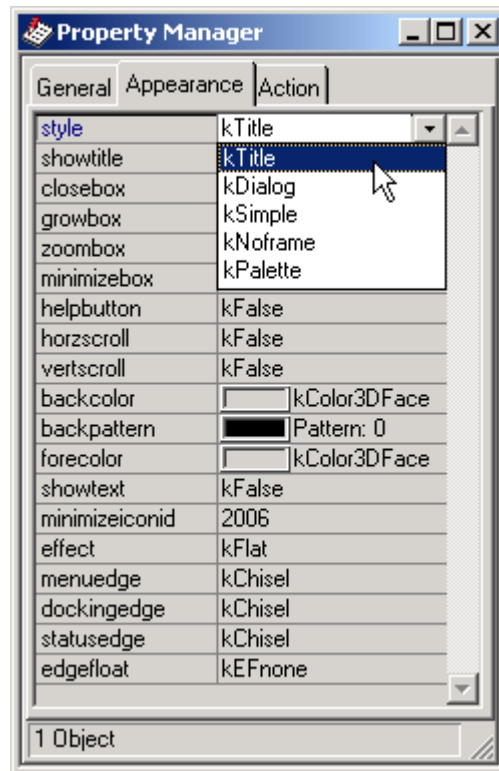 Property Manager
General Appearance Action
style kTitle
showtitle kTitle
closebox kDialog
growbox kSimple
zoombox kNoframe
minimizebox kPalette
helpbutton kFalse
horzscroll kFalse
vertscroll kFalse
backcolor kColor3DFace
backpattern Pattern: 0
forecolor kColor3DFace
showtext kFalse
minimizeiconid 2006
effect kFlat
menuedge kChisel
dockingedge kChisel
statusedge kChisel
edgefloat kEFnone
1 Object